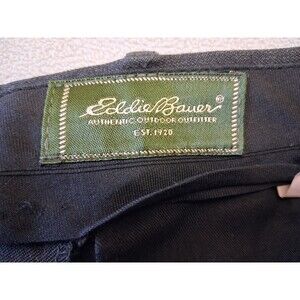 Eddie Bauer®
AUTHENTIC OUTDOOR OUTFITTER
EST. 1920